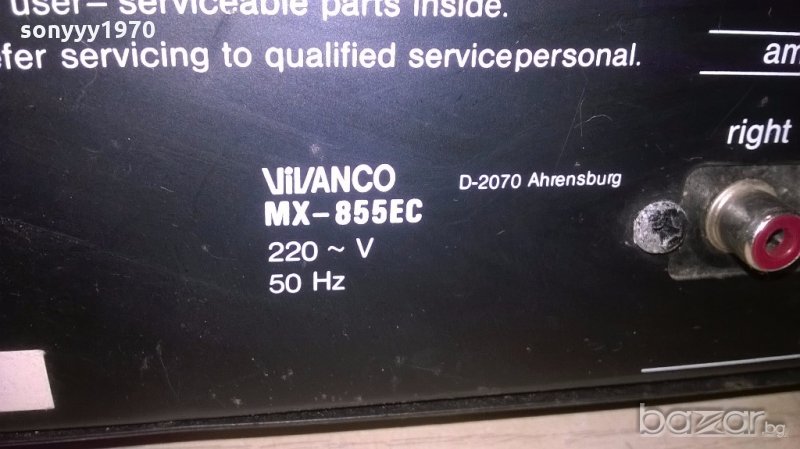 user- serviceable parts inside.
sonyyy1970
efer servicing to qualified servicepersonal.
am
right
ViVANCO
D-2070 Ahrensburg
MX-855EC
220 ~ V
50 Hz
bazar.bg